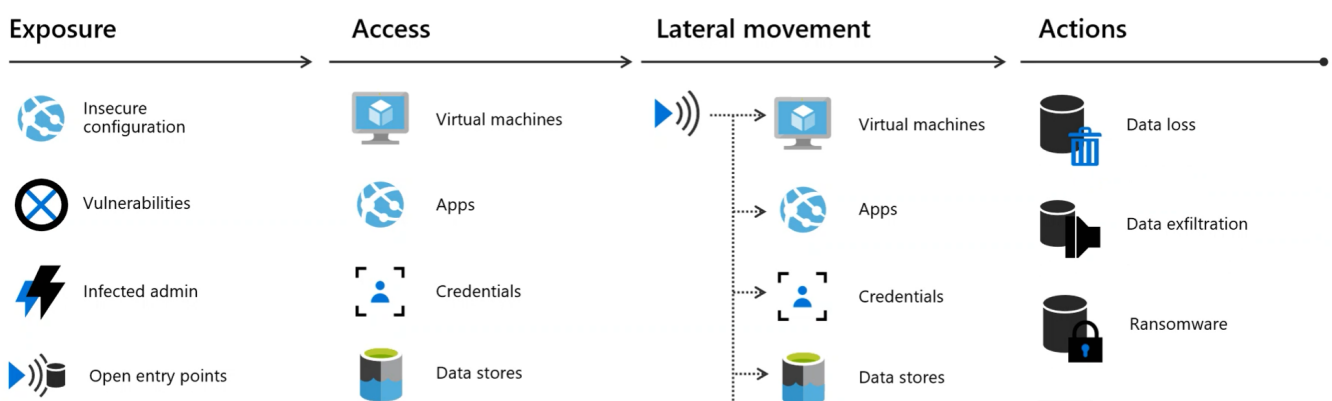 Exposure
Access
Lateral movement
Actions
Insecure
configuration
Virtual machines
Virtual machines
Data loss
Vulnerabilities
Apps
Apps
Data exfiltration
Infected admin
Credentials
Credentials
Ransomware
Open entry points
Data stores
Data stores